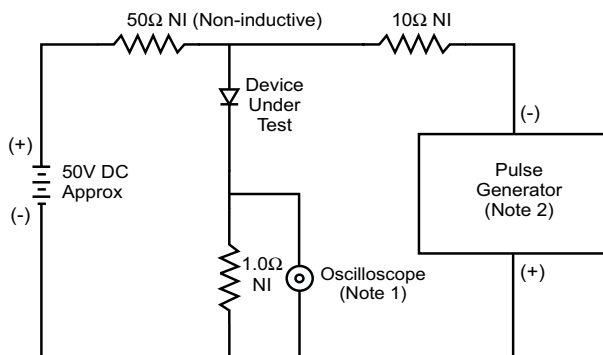 50Ω NI (Non-inductive)
10Ω NI
Device
Under
Test
(-)
(+)
50V DC
Approx
(-)
Pulse
Generator
(Note 2)
1.0Ω
NI
Oscilloscope
(Note 1)
(+)